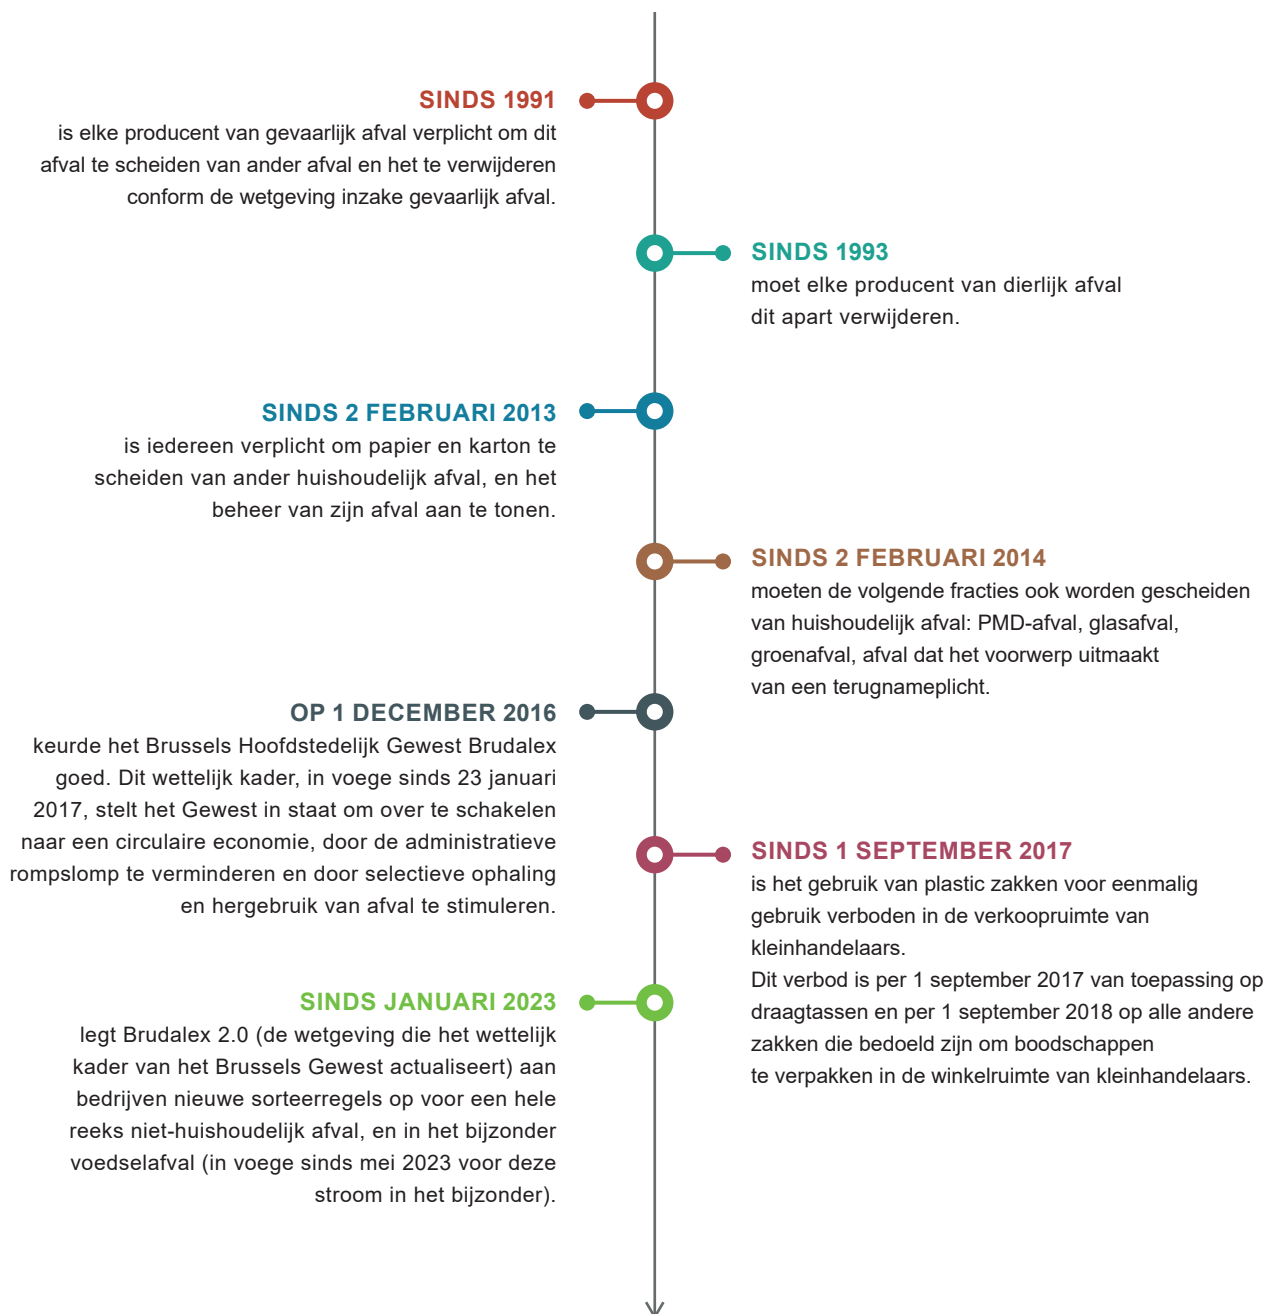 SINDS 1991
is elke producent van gevaarlijk afval verplicht om dit
afval te scheiden van ander afval en het te verwijderen
conform de wetgeving inzake gevaarlijk afval.
SINDS 1993
moet elke producent van dierlijk afval
dit apart verwijderen.
SINDS 2 FEBRUARI 2013
is iedereen verplicht om papier en karton te
scheiden van ander huishoudelijk afval, en het
beheer van zijn afval aan te tonen.
SINDS 2 FEBRUARI 2014
moeten de volgende fracties ook worden gescheiden
van huishoudelijk afval: PMD-afval, glasafval,
groenafval, afval dat het voorwerp uitmaakt
van een terugnameplicht.
OP 1 DECEMBER 2016
keurde het Brussels Hoofdstedelijk Gewest Brudalex
goed. Dit wettelijk kader, in voege sinds 23 januari
2017, stelt het Gewest in staat om over te schakelen
naar een circulaire economie, door de administratieve
rompslomp te verminderen en door selectieve ophaling
en hergebruik van afval te stimuleren.
SINDS 1 SEPTEMBER 2017
is het gebruik van plastic zakken voor eenmalig
gebruik verboden in de verkoopruimte van
kleinhandelaars.
Dit verbod is per 1 september 2017 van toepassing op
draagtassen en per 1 september 2018 op alle andere
zakken die bedoeld zijn om boodschappen
te verpakken in de winkelruimte van kleinhandelaars.
SINDS JANUARI 2023
legt Brudalex 2.0 (de wetgeving die het wettelijk
kader van het Brussels Gewest actualiseert) aan
bedrijven nieuwe sorteerregels op voor een hele
reeks niet-huishoudelijk afval, en in het bijzonder
voedselafval (in voege sinds mei 2023 voor deze
stroom in het bijzonder).